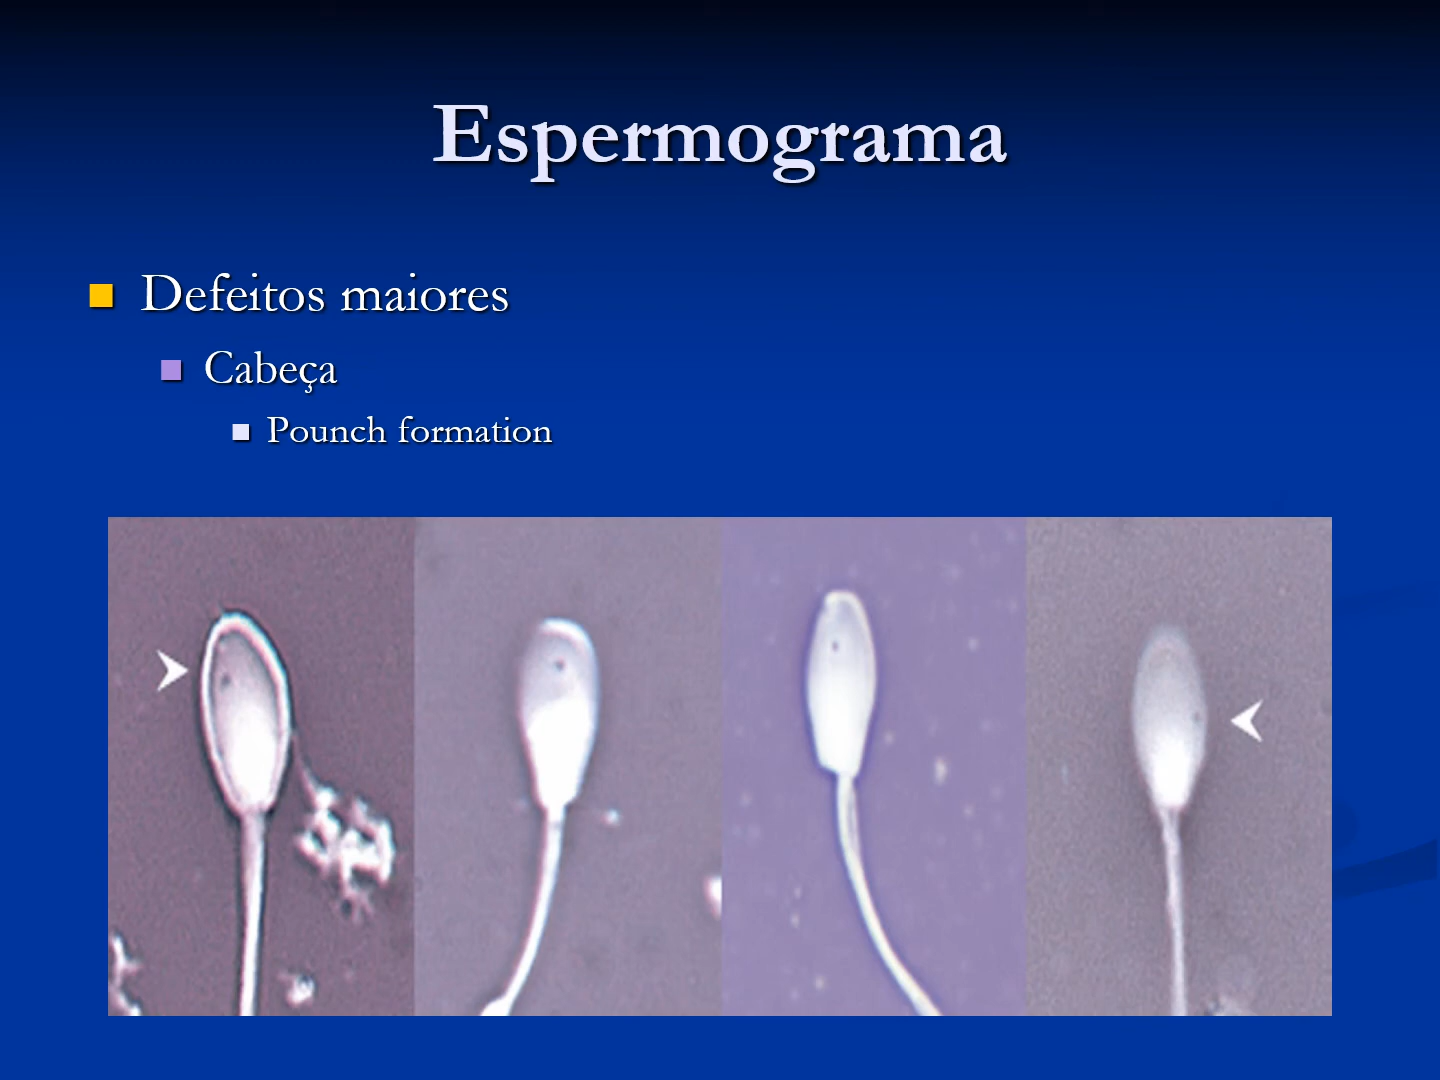 Espermograma
Defeitos maiores
Cabeça
Pounch formation